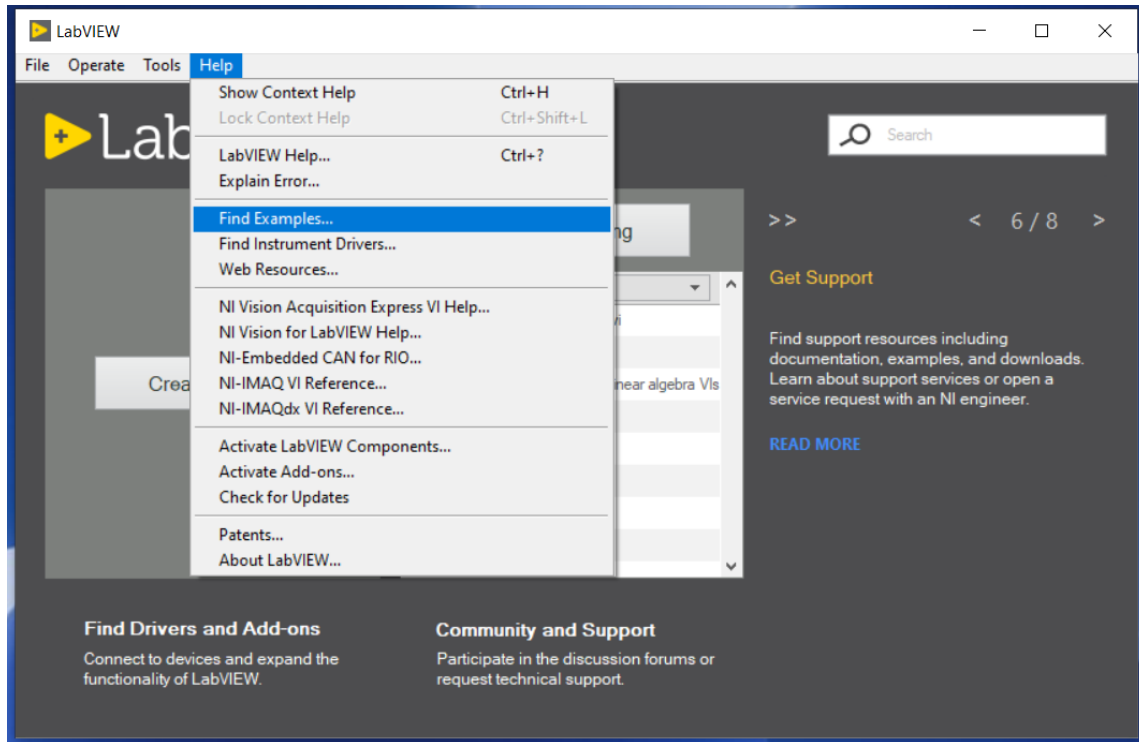 LabVIEW
File Operate Tools Help
Show Context Help Ctrl+H
Lock Context Help Ctrl+Shift+L
LabVIEW Help... Ctrl+?
Explain Error...
Find Examples...
Find Instrument Drivers...
Web Resources...
NI Vision Acquisition Express VI Help...
NI Vision for LabVIEW Help...
NI-Embedded CAN for RIO...
NI-IMAQ VI Reference...
NI-IMAQdx VI Reference...
Activate LabVIEW Components...
Activate Add-ons...
Check for Updates
Patents...
About LabVIEW...
Lab
Search
ng
>> < 6 / 8 >
Crea
vi
near algebra VIs
Get Support
Find support resources including
documentation, examples, and downloads.
Learn about support services or open a
service request with an NI engineer.
READ MORE
Find Drivers and Add-ons
Connect to devices and expand the
functionality of LabVIEW.
Community and Support
Participate in the discussion forums or
request technical support.